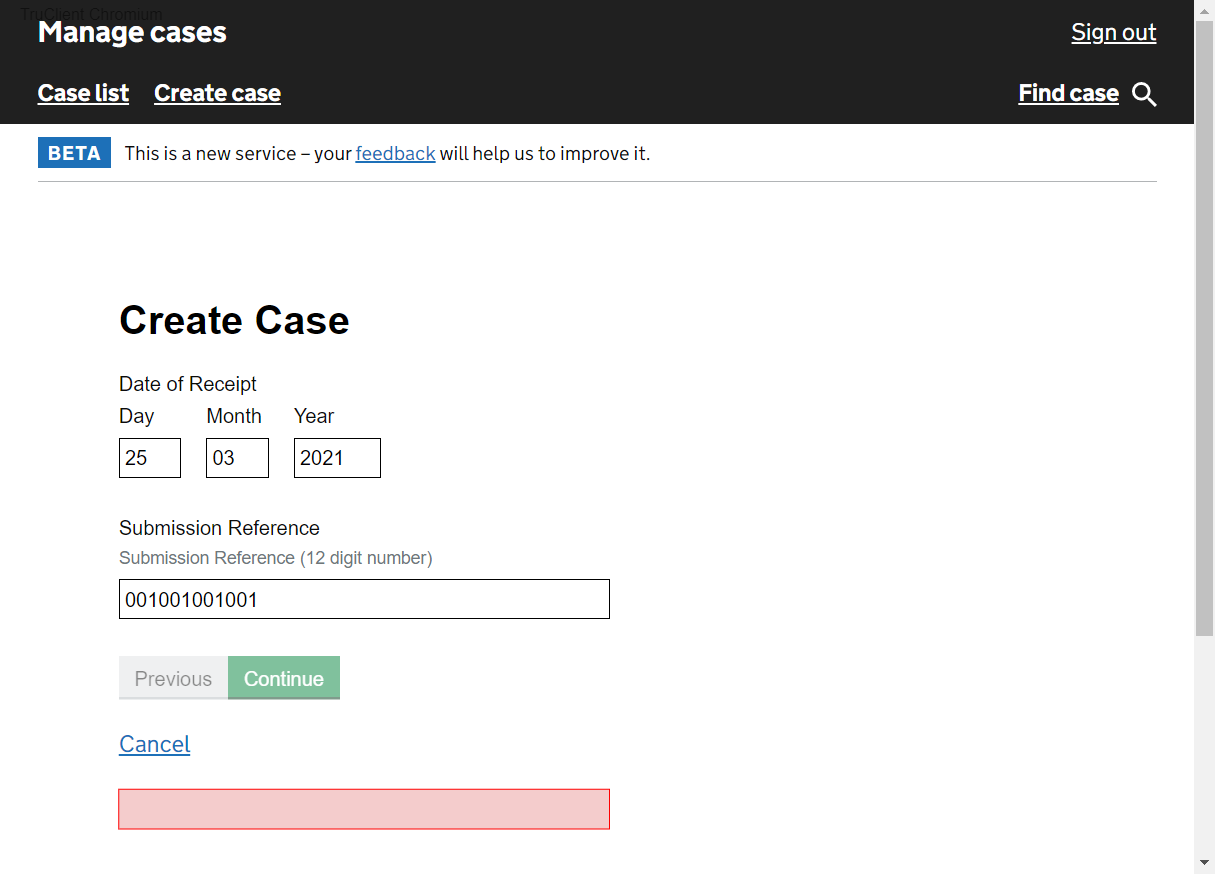 TruClient Chromium
Manage cases
Sign out
Case list Create case
Find case
BETA This is a new service – your feedback will help us to improve it.
Create Case
Date of Receipt
Day Month Year
25 03 2021
Submission Reference
Submission Reference (12 digit number)
001001001001
Previous Continue
Cancel